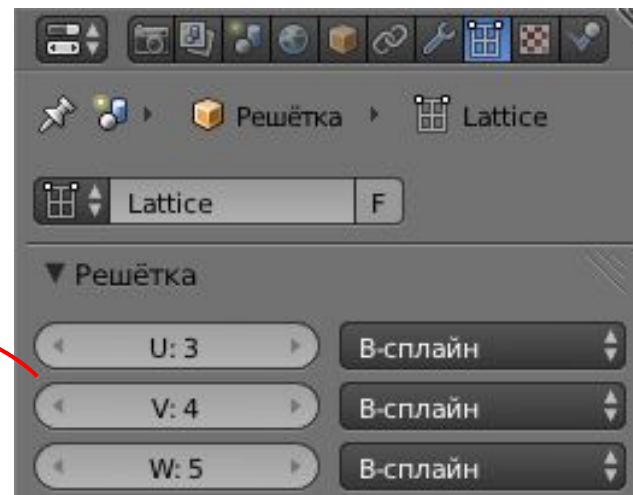 Решётка Lattice
Lattice F
Решётка
U: 3 В-сплайн
V: 4 В-сплайн
W: 5 В-сплайн